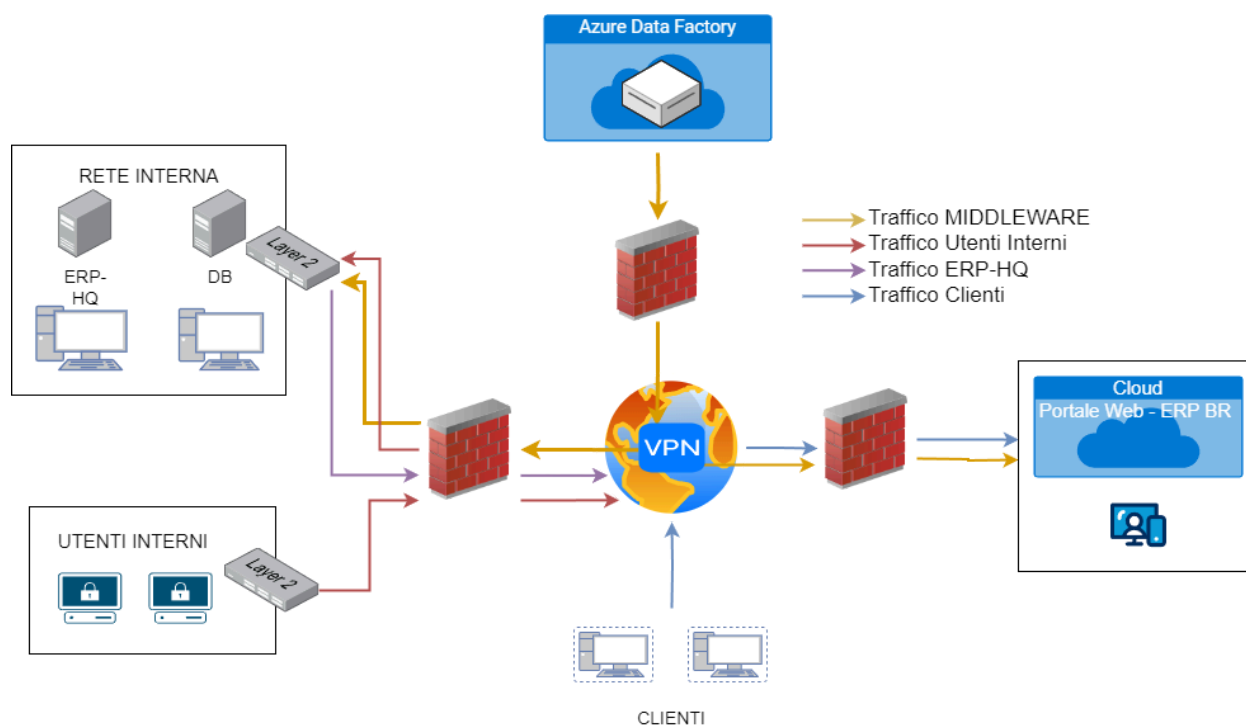 Azure Data Factory
RETE INTERNA
ERP-
HQ
DB
Layer 2
Traffico MIDDLEWARE
Traffico Utenti Interni
Traffico ERP-HQ
Traffico Clienti
VPN
Cloud
Portale Web - ERP BR
UTENTI INTERNI
Layer 2
CLIENTI